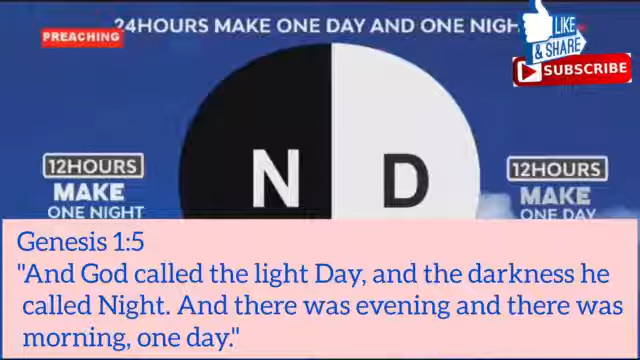 24HOURS MAKE ONE DAY AND ONE NIGH
PREACHING
LIKE
& SHARE
SUBSCRIBE
N
D
12HOURS
MAKE
ONE NIGHT
12HOURS
MAKE
ONE DAY
Genesis 1:5
"And God called the light Day, and the darkness he
called Night. And there was evening and there was
morning, one day."